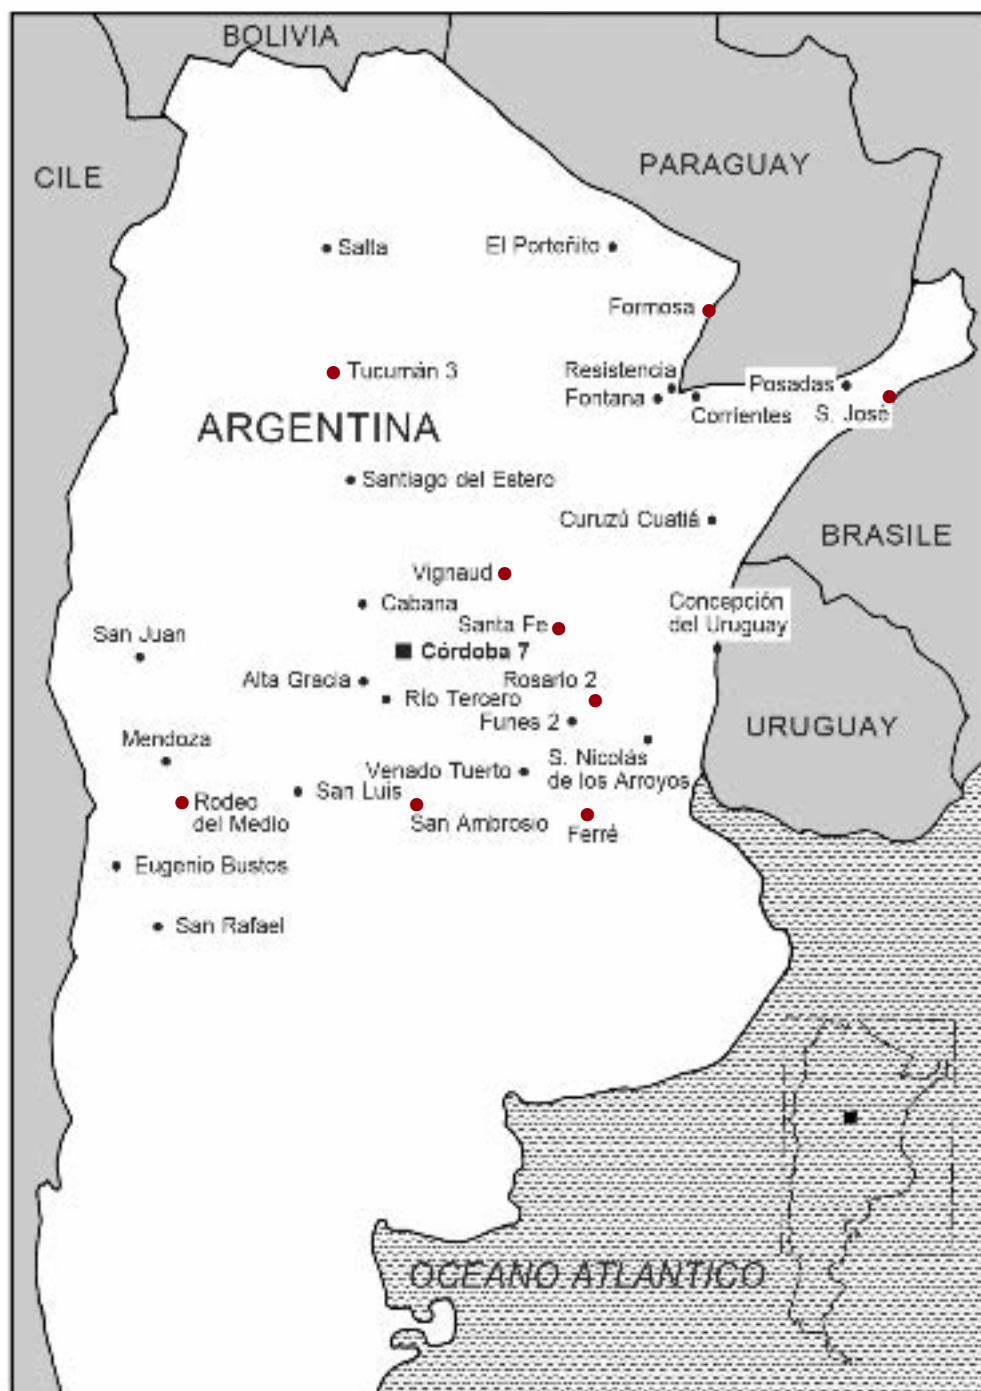 BOLIVIA
PARAGUAY
CILE
Salta
El Porteñito
Formosa
Tucumán 3
Resistencia
Fontana
Posadas
Corrientes
S. José
ARGENTINA
Santiago del Estero
Curuzú Cuatiá
BRASILE
Vignaud
Cabana
Concepción
del Uruguay
Santa Fe
San Juan
Córdoba 7
Alta Gracia
Rosario 2
Río Tercero
Funes 2
URUGUAY
Mendoza
S. Nicolás
de los Arroyos
Venado Tuerto
San Luis
Rodeo
del Medio
San Ambrosio
Ferré
Eugenio Bustos
San Rafael
OCEANO ATLANTICO